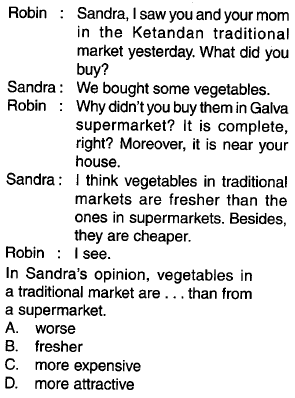 Robin : Sandra, I saw you and your mom
in the Ketandan traditional
market yesterday. What did you
buy?
Sandra : We bought some vegetables.
Robin : Why didn't you buy them in Galva
supermarket? It is complete,
right? Moreover, it is near your
house.
Sandra : I think vegetables in traditional
markets are fresher than the
ones in supermarkets. Besides,
they are cheaper.
Robin : I see.
In Sandra's opinion, vegetables in
a traditional market are . . . than from
a supermarket.
A. worse
B. fresher
C. more expensive
D. more attractive